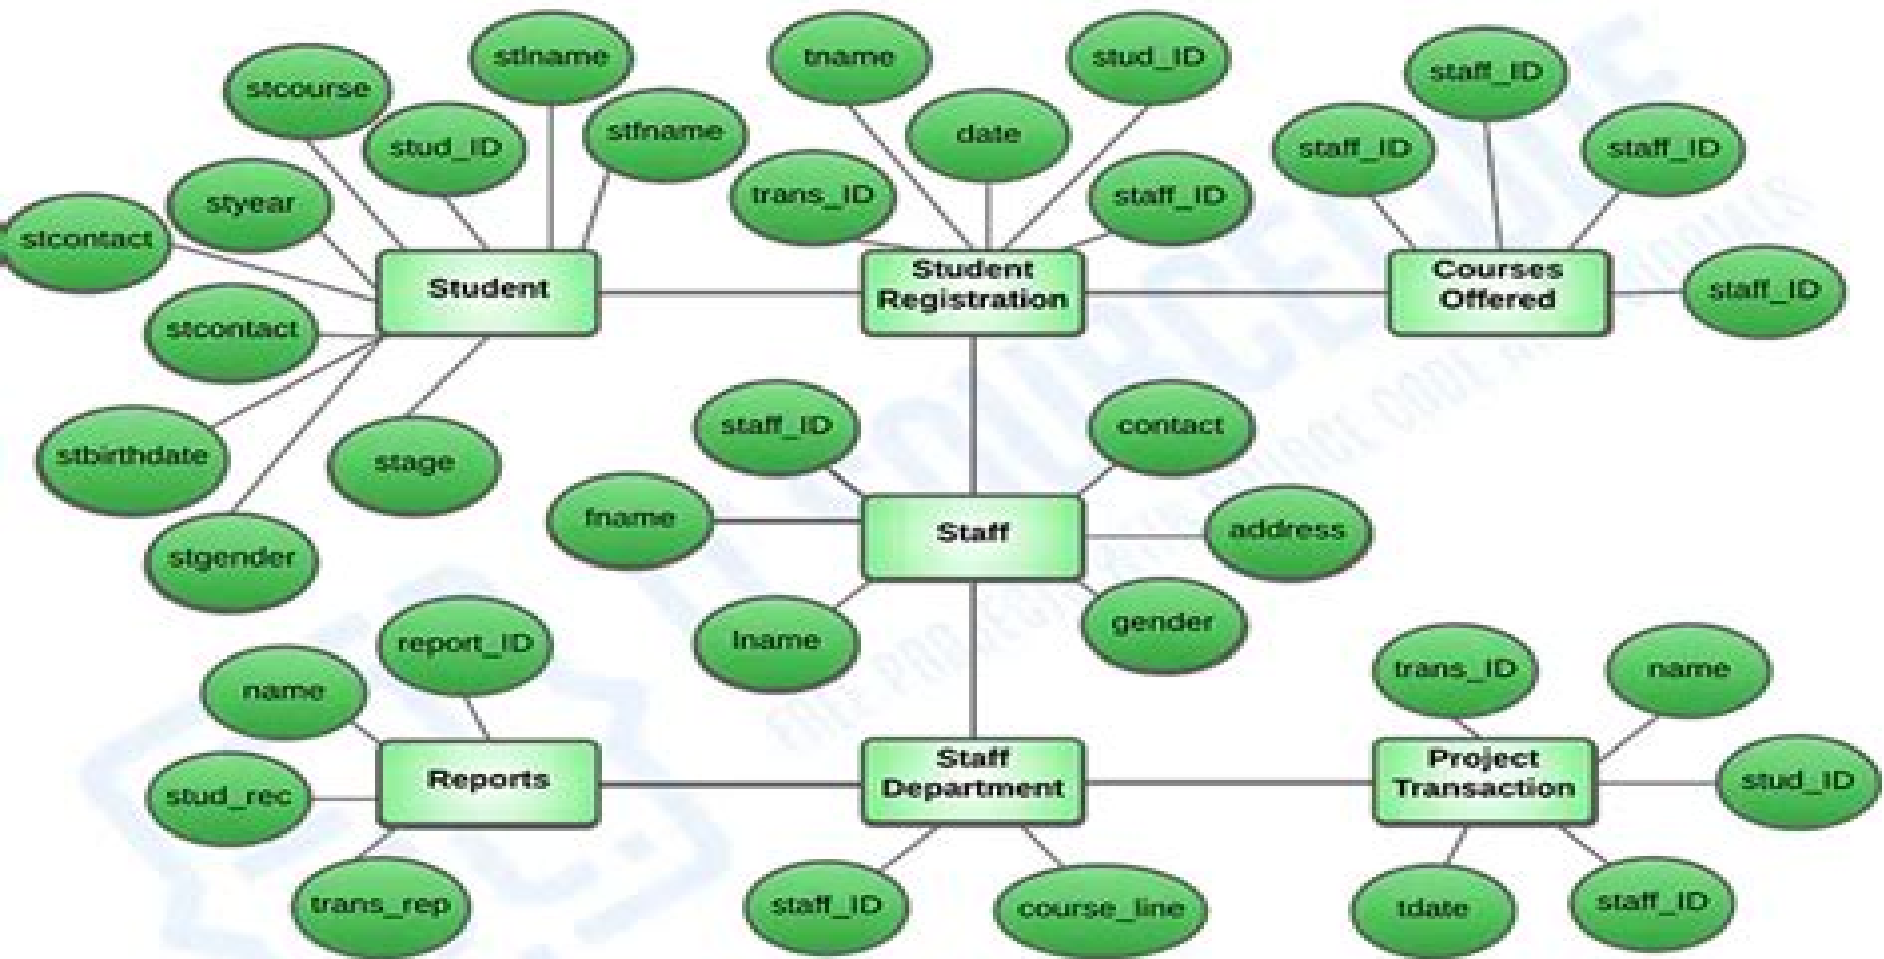 stlname
tname
stud_ID
staff_ID
stcourse
stud_ID
stfname
date
staff_ID
staff_ID
styear
trans_ID
staff_ID
stcontact
Student
Student
Registration
Courses
Offered
staff_ID
stcontact
stbirthdate
stage
staff_ID
contact
fname
Staff
address
stgender
lname
gender
report_ID
name
trans_ID
name
Reports
Staff
Department
Project
Transaction
stud_ID
stud_rec
trans_rep
staff_ID
course_line
tdate
staff_ID